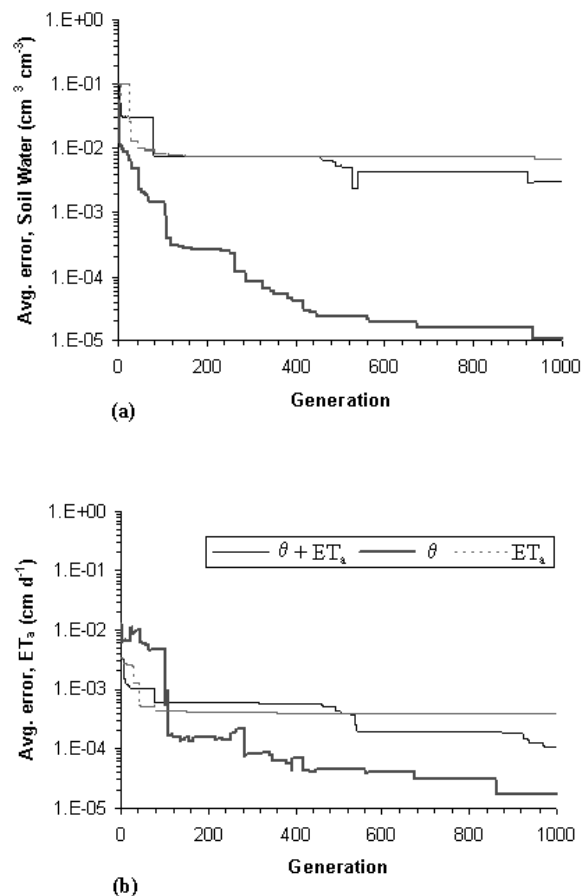 (a)
Avg. error, Soil Water (cm³ cm⁻³)
1.E+00
1.E-01
1.E-02
1.E-03
1.E-04
1.E-05
0 200 400 600 800 1000
Generation
(b)
Avg. error, ETₐ (cm d⁻¹)
1.E+00
1.E-01
1.E-02
1.E-03
1.E-04
1.E-05
θ + ETₐ θ ETₐ
0 200 400 600 800 1000
Generation